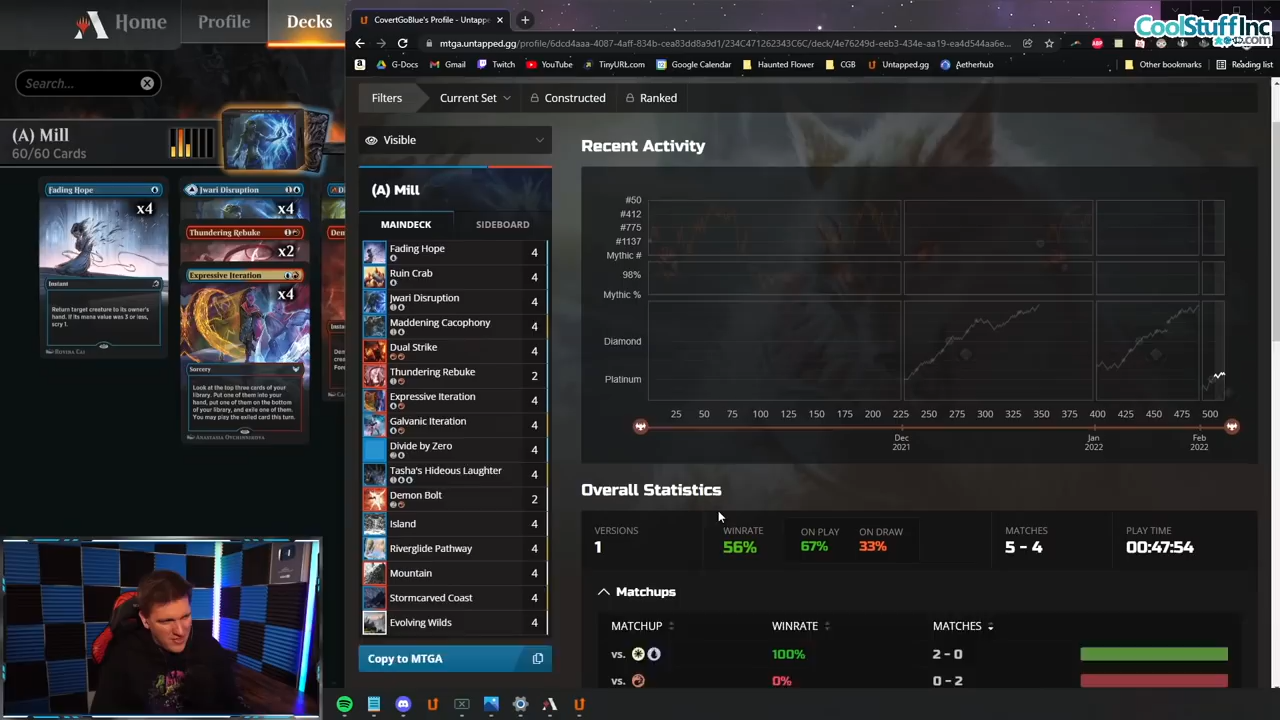 Home
Profile
Decks
CovertGoBlue's Profile - Untappe
CoolStuffInc
.com
mtga.untapped.gg/profile/6dcd4aaa-4087-4aff-834b-cea83dd8a9d1/234C471262343C6C/deck/4e76249d-eeb3-434e-aa19-ea4d544aa6e...
G-Docs
Gmail
Twitch
YouTube
TinyURL.com
Google Calendar
Haunted Flower
CGB
Untapped.gg
Aetherhub
Other bookmarks
Reading list
Search...
(A) Mill
60/60 Cards
Fading Hope
x4
Instant
Return target creature to its owner's
hand. If its mana value was 3 or less,
scry 1.
Jwari Disruption
x4
Thundering Rebuke
x2
Expressive Iteration
x4
Sorcery
Look at the top three cards of your
library. Put one of them into your
hand, put one of them on the bottom
of your library, and exile one of them.
You may play the exiled card this turn.
Filters
Current Set
Constructed
Ranked
Visible
(A) Mill
MAINDECK
SIDEBOARD
Fading Hope 4
Ruin Crab 4
Jwari Disruption 4
Maddening Cacophony 4
Dual Strike 4
Thundering Rebuke 2
Expressive Iteration 4
Galvanic Iteration 4
Divide by Zero 4
Tasha's Hideous Laughter 4
Demon Bolt 2
Island 4
Riverglide Pathway 4
Mountain 4
Stormcarved Coast 4
Evolving Wilds 4
Copy to MTGA
Recent Activity
#50
#412
#775
#1137
Mythic #
98%
Mythic %
Diamond
Platinum
25 50 75 100 125 150 175 200 225 250 275 300 325 350 375 400 425 450 475 500
Dec
2021
Jan
2022
Feb
2022
Overall Statistics
VERSIONS
1
WINRATE
56%
ON PLAY
67%
ON DRAW
33%
MATCHES
5 - 4
PLAY TIME
00:47:54
Matchups
MATCHUP WINRATE MATCHES
vs. 100% 2 - 0
vs. 0% 0 - 2